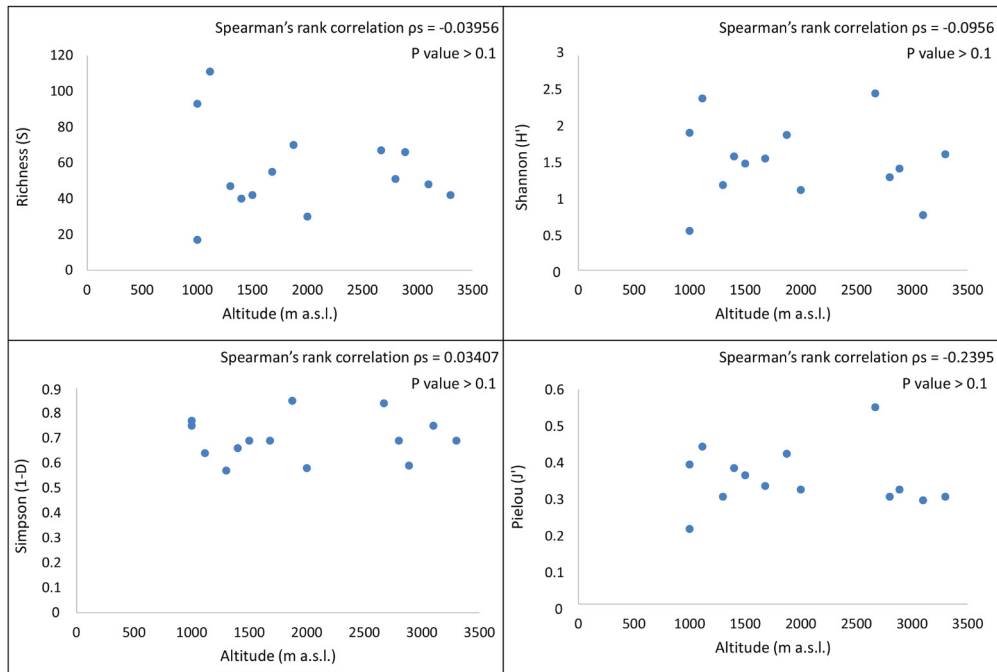 Spearman's rank correlation ρs = -0.03956
P value > 0.1
120
100
80
60
40
20
0
Richness (S)
0 500 1000 1500 2000 2500 3000 3500
Altitude (m a.s.l.)
Spearman's rank correlation ρs = -0.0956
P value > 0.1
3
2.5
2
1.5
1
0.5
0
Shannon (H')
0 500 1000 1500 2000 2500 3000 3500
Altitude (m a.s.l.)
Spearman's rank correlation ρs = 0.03407
P value > 0.1
0.9
0.8
0.7
0.6
0.5
0.4
0.3
0.2
0.1
0
Simpson (1-D)
0 500 1000 1500 2000 2500 3000 3500
Altitude (m a.s.l.)
Spearman's rank correlation ρs = -0.2395
P value > 0.1
0.6
0.5
0.4
0.3
0.2
0.1
0
Pielou (J')
0 500 1000 1500 2000 2500 3000 3500
Altitude (m a.s.l.)